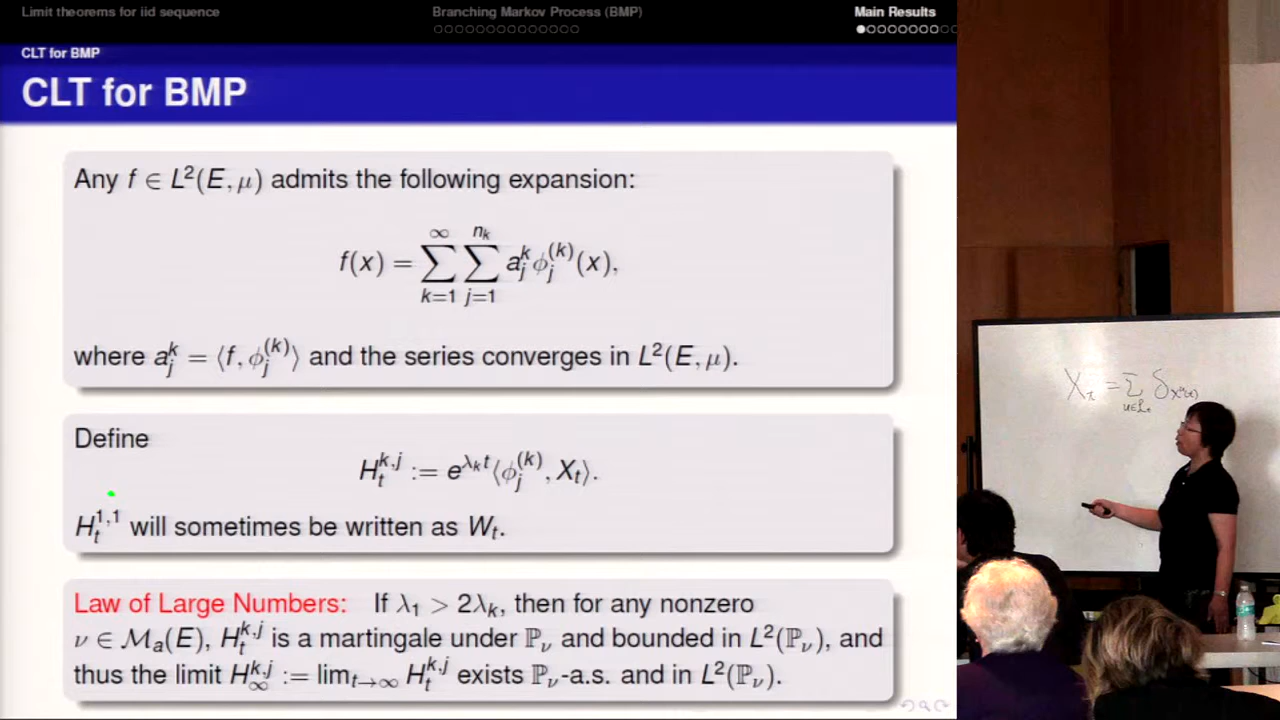 Limit theorems for iid sequence Branching Markov Process (BMP) Main Results
CLT for BMP
CLT for BMP
Any f ∈ L²(E, μ) admits the following expansion:
f(x) = ∑_{k=1}^{∞} ∑_{j=1}^{n_k} a_j^k ϕ_j^{(k)}(x),
where a_j^k = ⟨f, ϕ_j^{(k)}⟩ and the series converges in L²(E, μ).
Define
H_t^{k,j} := e^{λ_k t}⟨ϕ_j^{(k)}, X_t⟩.
H_t^{1,1} will sometimes be written as W_t.
Law of Large Numbers: If λ₁ > 2λ_k, then for any nonzero
ν ∈ M_a(E), H_t^{k,j} is a martingale under ℙ_ν and bounded in L²(ℙ_ν), and
thus the limit H_∞^{k,j} := lim_{t→∞} H_t^{k,j} exists ℙ_ν-a.s. and in L²(ℙ_ν).
X_t = ∑_{u∈ℒ_t} δ